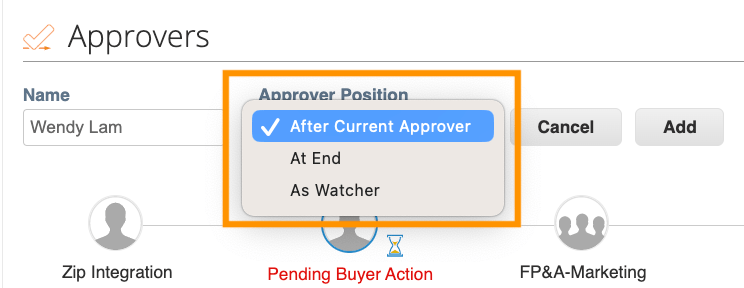 Approvers
Name
Approver Position
Wendy Lam
After Current Approver
At End
As Watcher
Cancel
Add
Zip Integration
Pending Buyer Action
FP&A-Marketing